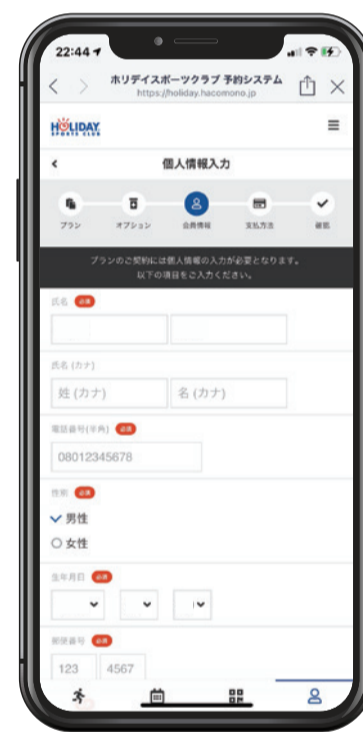 22:44
ホリデイスポーツクラブ 予約システム
https://holiday.hacomono.jp
HOLIDAY
SPORTS CLUB
個人情報入力
プラン オプション 会員情報 支払方法 確認
プランのご契約には個人情報の入力が必要となります。
以下の項目をご入力ください。
氏名 必須
氏名 (カナ)
姓 (カナ) 名 (カナ)
電話番号(半角) 必須
08012345678
性別 必須
男性
女性
生年月日 必須
郵便番号 必須
123 4567